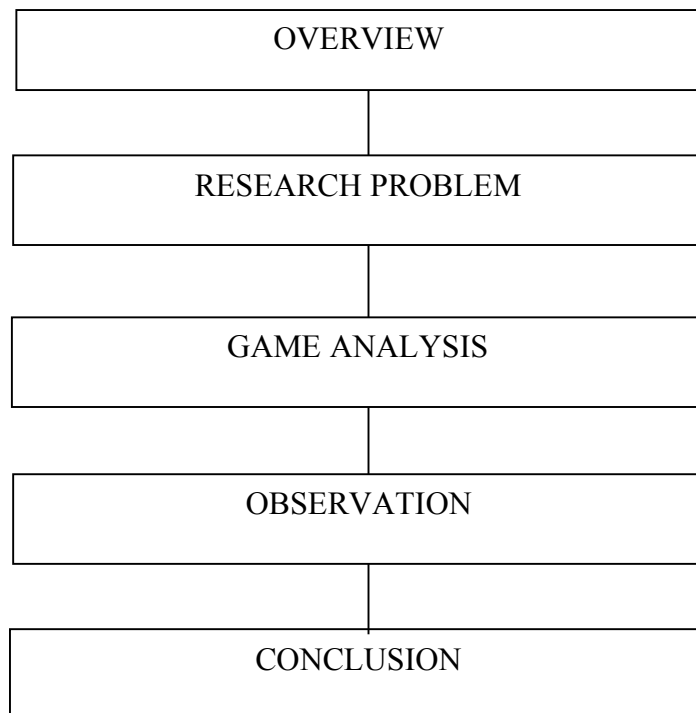 OVERVIEW
RESEARCH PROBLEM
GAME ANALYSIS
OBSERVATION
CONCLUSION